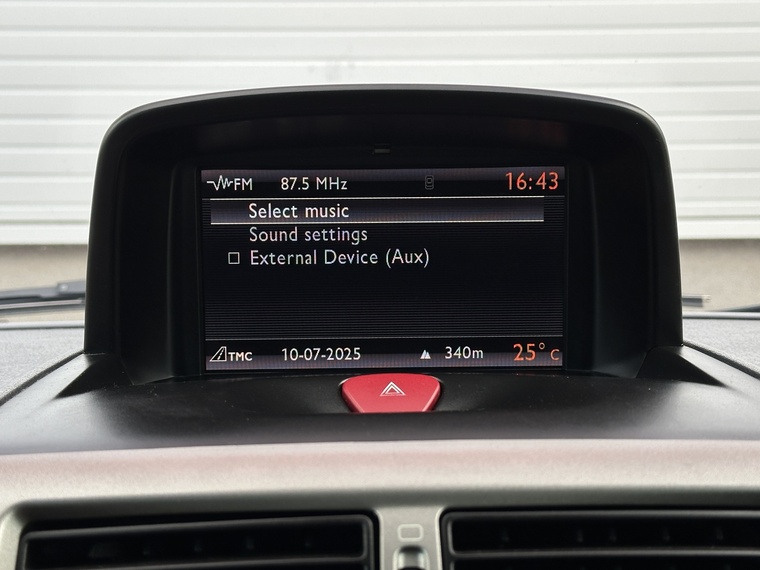 FM 87.5 MHz 16:43
Select music
Sound settings
External Device (Aux)
TMC 10-07-2025 340m 25° C